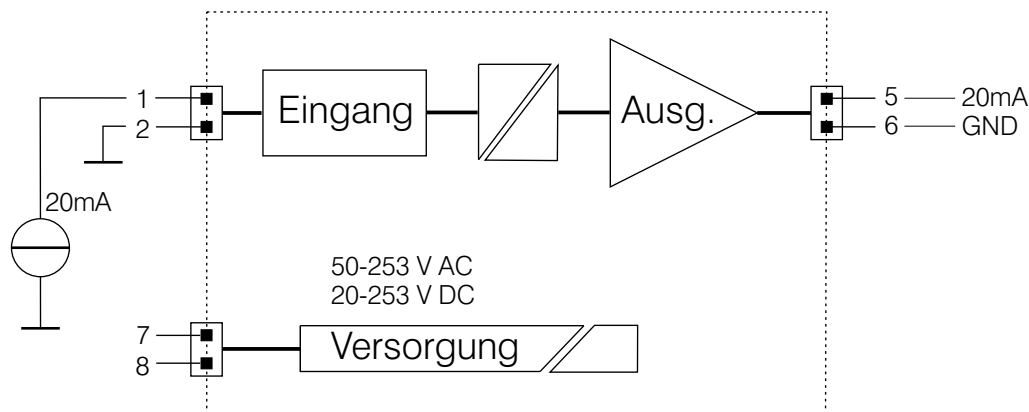 1
2
Eingang
Ausg.
5
20mA
6
GND
20mA
50-253 V AC
20-253 V DC
7
8
Versorgung